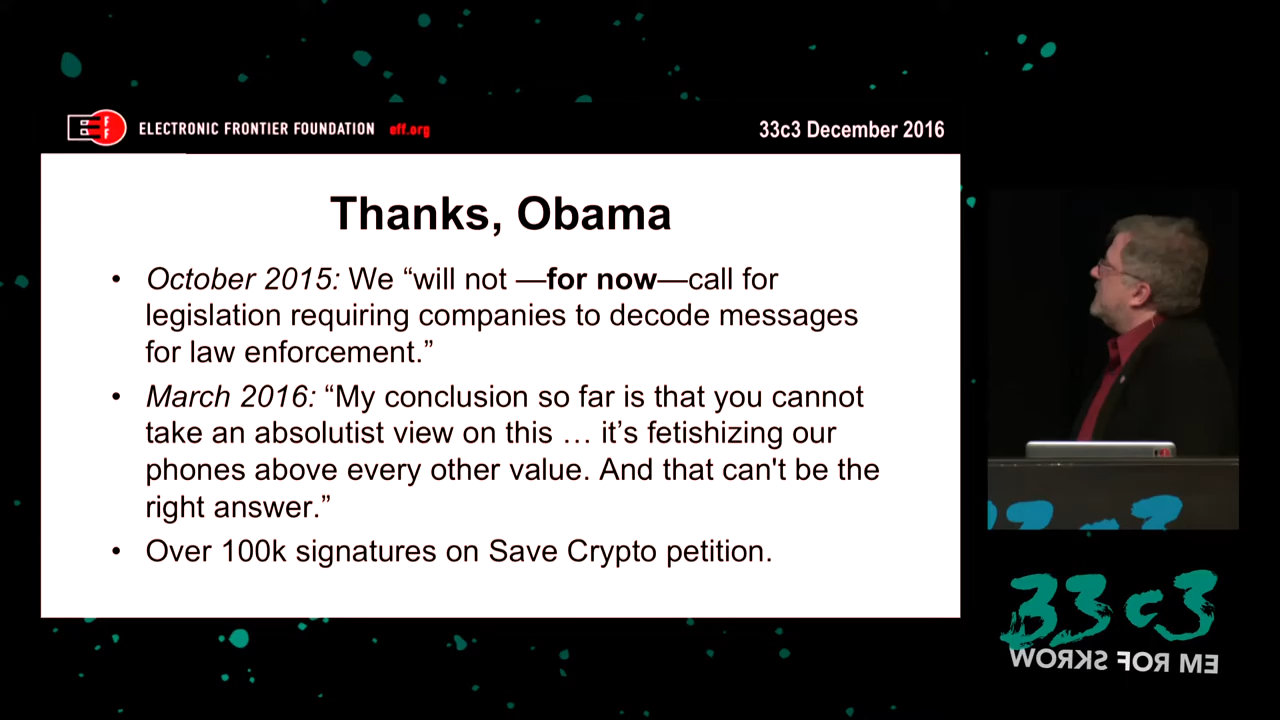 ELECTRONIC FRONTIER FOUNDATION eff.org
33c3 December 2016
Thanks, Obama
• October 2015: We “will not —for now—call for
legislation requiring companies to decode messages
for law enforcement.”
• March 2016: “My conclusion so far is that you cannot
take an absolutist view on this … it’s fetishizing our
phones above every other value. And that can't be the
right answer.”
• Over 100k signatures on Save Crypto petition.
33c3
WORKS FOR ME